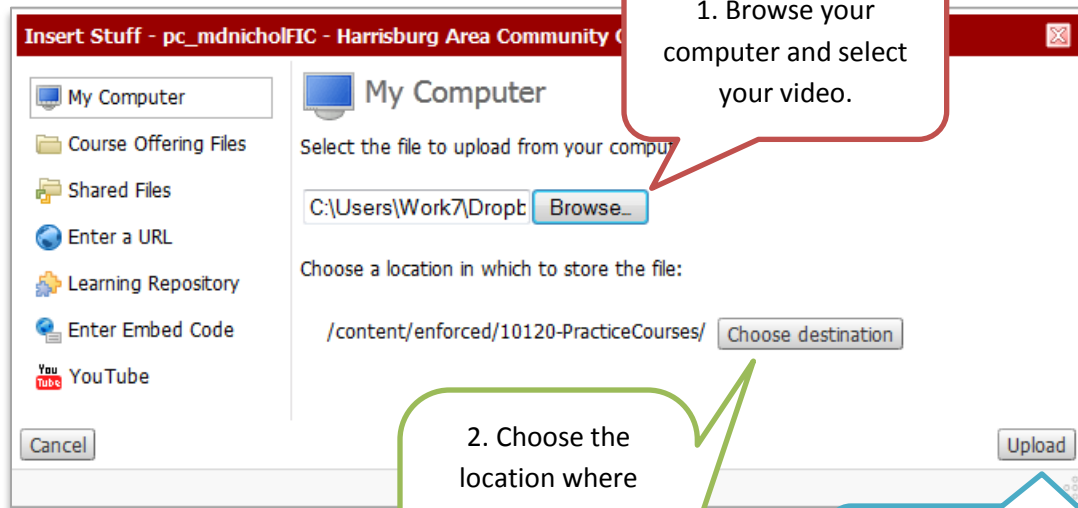 1. Browse your
computer and select
your video.
Insert Stuff - pc_mdnicholFIC - Harrisburg Area Community
My Computer
Course Offering Files
Shared Files
Enter a URL
Learning Repository
Enter Embed Code
You Tube YouTube
My Computer
Select the file to upload from your comput
C:\Users\Work7\Dropb Browse...
Choose a location in which to store the file:
/content/enforced/10120-PracticeCourses/ Choose destination
2. Choose the
location where
Cancel
Upload